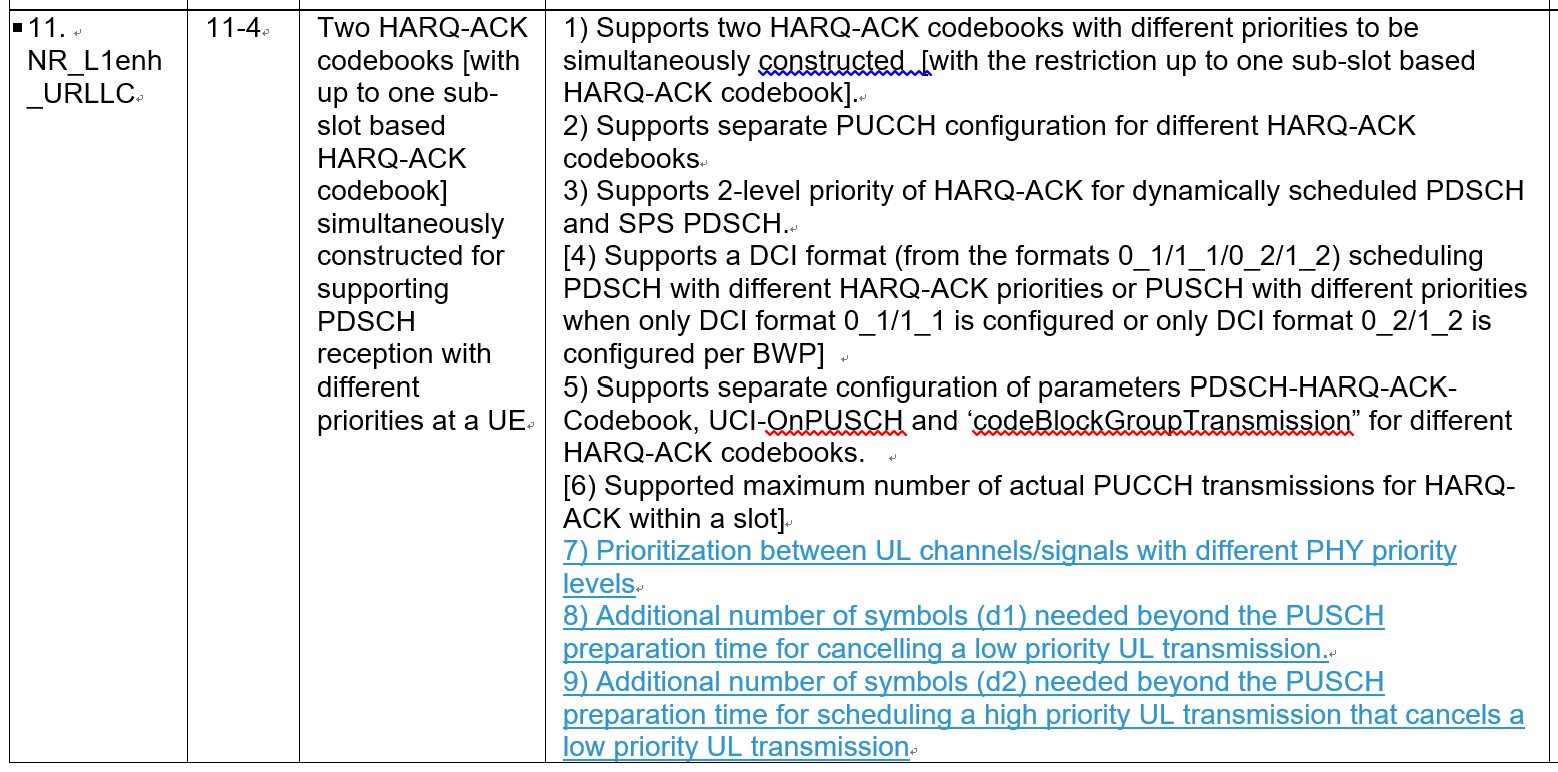 11.
NR_L1enh
_URLLC
11-4
Two HARQ-ACK
codebooks [with
up to one sub-
slot based
HARQ-ACK
codebook]
simultaneously
constructed for
supporting
PDSCH
reception with
different
priorities at a UE
1) Supports two HARQ-ACK codebooks with different priorities to be
simultaneously constructed  [with the restriction up to one sub-slot based
HARQ-ACK codebook].
2) Supports separate PUCCH configuration for different HARQ-ACK
codebooks
3) Supports 2-level priority of HARQ-ACK for dynamically scheduled PDSCH
and SPS PDSCH.
[4) Supports a DCI format (from the formats 0_1/1_1/0_2/1_2) scheduling
PDSCH with different HARQ-ACK priorities or PUSCH with different priorities
when only DCI format 0_1/1_1 is configured or only DCI format 0_2/1_2 is
configured per BWP]
5) Supports separate configuration of parameters PDSCH-HARQ-ACK-
Codebook, UCI-OnPUSCH and ‘codeBlockGroupTransmission” for different
HARQ-ACK codebooks.
[6) Supported maximum number of actual PUCCH transmissions for HARQ-
ACK within a slot]
7) Prioritization between UL channels/signals with different PHY priority
levels
8) Additional number of symbols (d1) needed beyond the PUSCH
preparation time for cancelling a low priority UL transmission.
9) Additional number of symbols (d2) needed beyond the PUSCH
preparation time for scheduling a high priority UL transmission that cancels a
low priority UL transmission